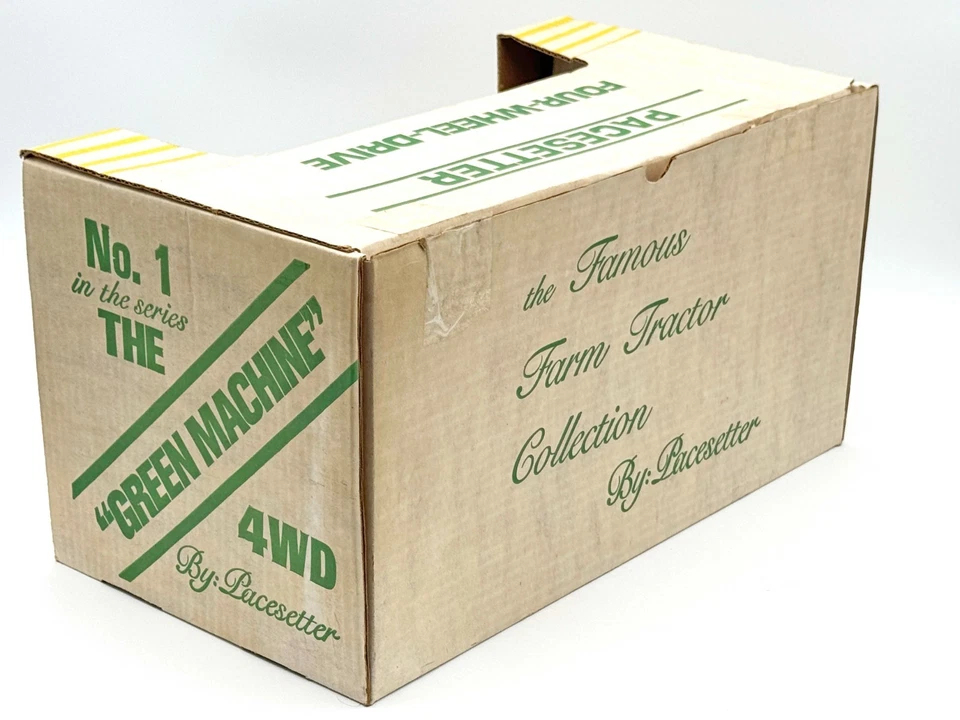 PACESETTER
FOUR-WHEEL-DRIVE
No. 1
in the series
THE
"GREEN MACHINE"
4WD
By: Pacesetter
the Famous
Farm Tractor
Collection
By: Pacesetter